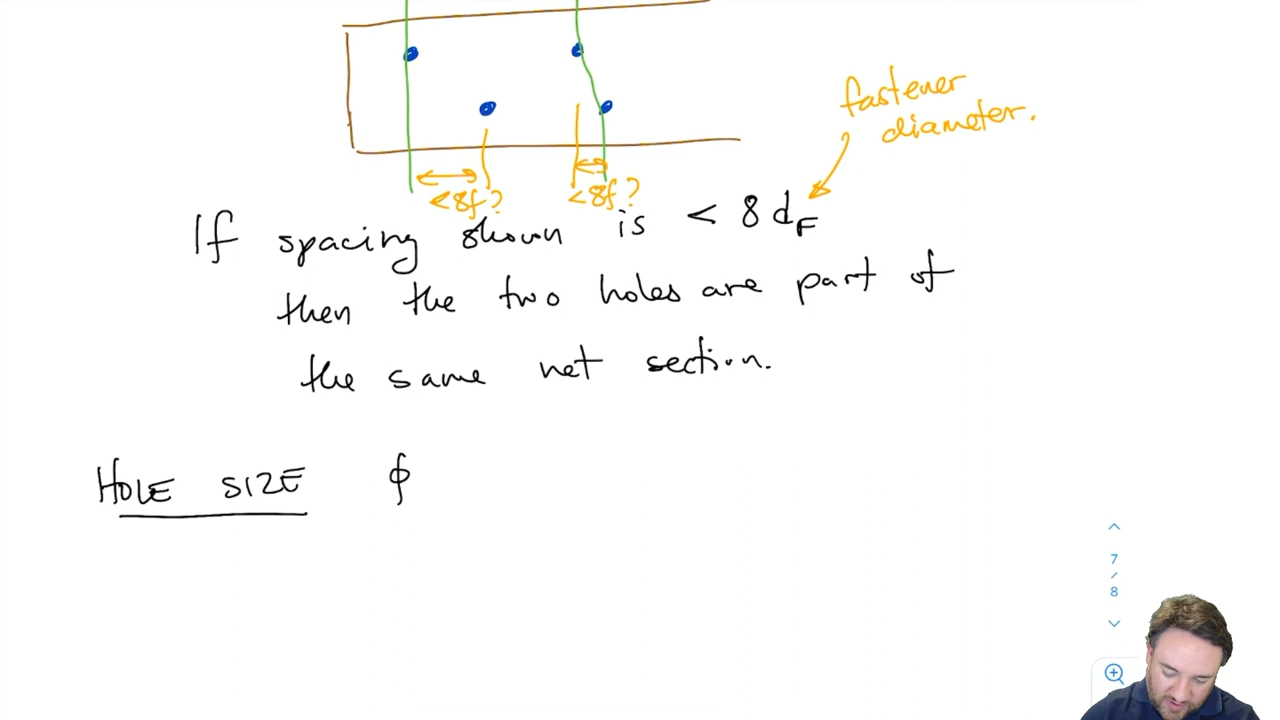 fastener
diameter.
<8f? <8f?
If spacing shown is < 8 dF
then the two holes are part of
the same net section.
HOLE SIZE ϕ
7
/
8